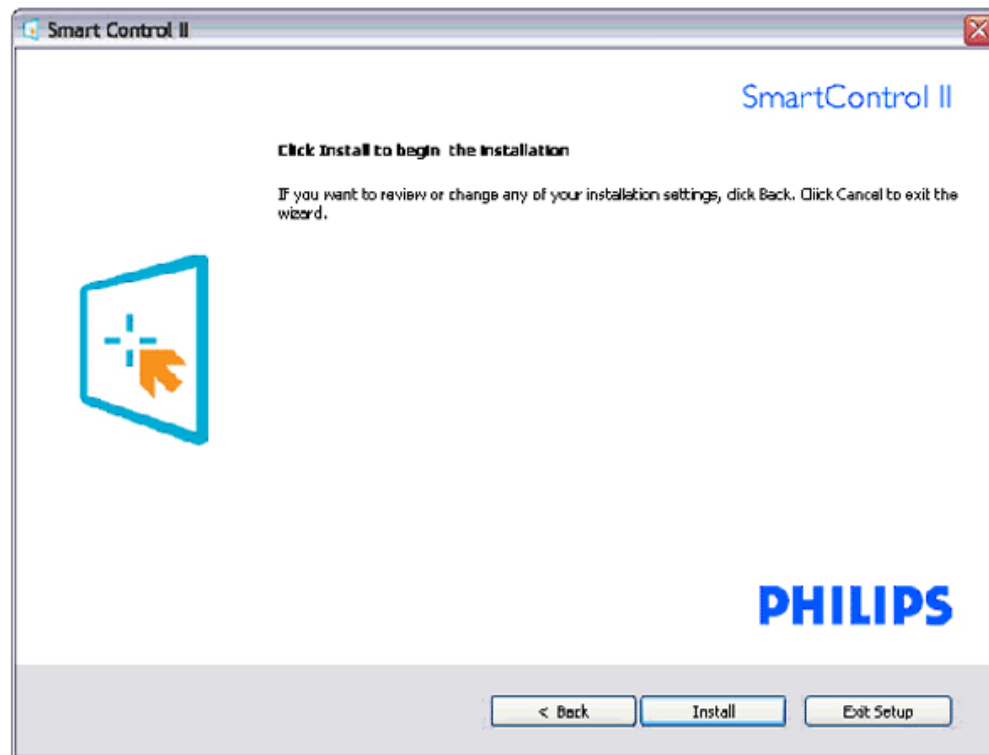 Smart Control II
SmartControl II
Click Install to begin the installation
If you want to review or change any of your installation settings, click Back. Click Cancel to exit the
wizard.
PHILIPS
< Back
Install
Exit Setup